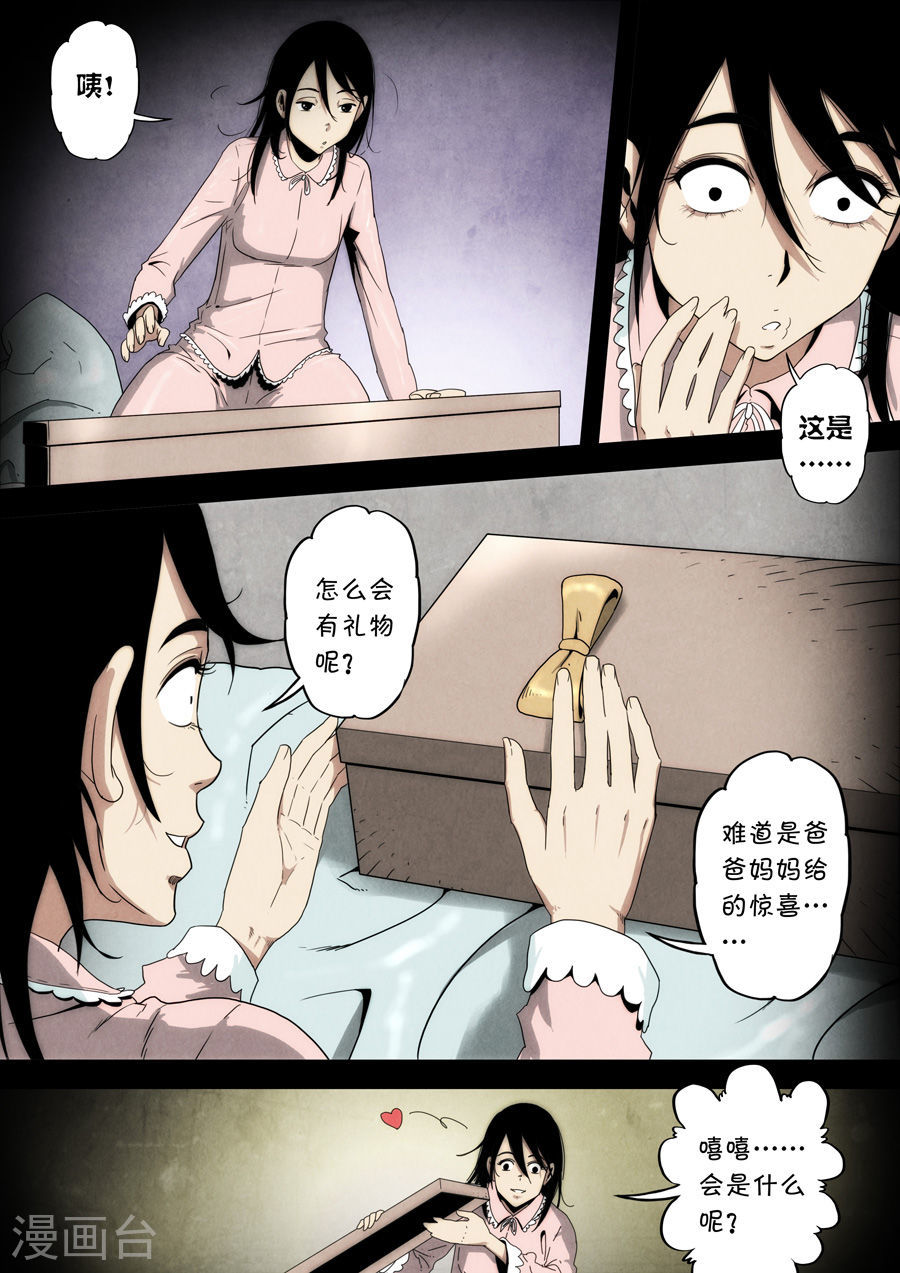 咦!
这是
……
怎么会
有礼物
呢?
难道是爸
爸妈妈给
的惊喜…
…
嘻嘻……
会是什么
呢?
漫画台